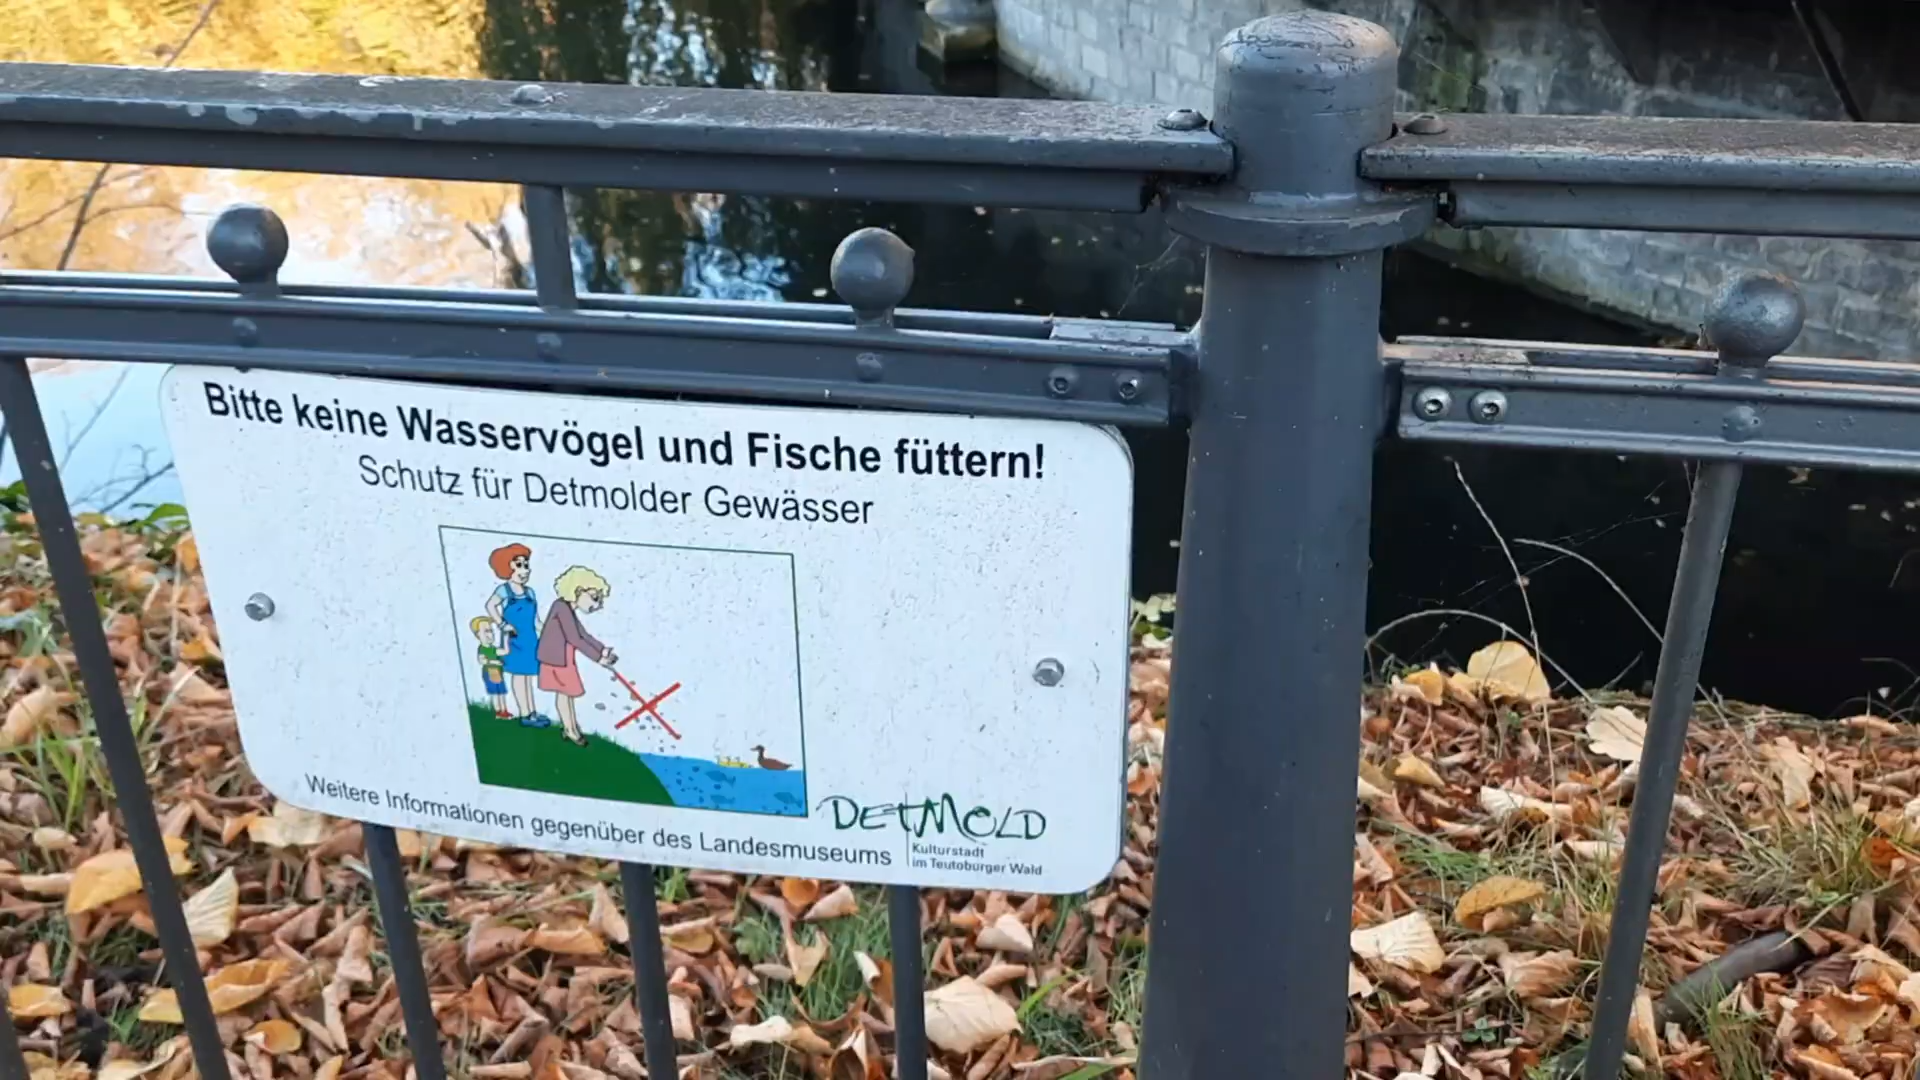 Bitte keine Wasservögel und Fische füttern!
Schutz für Detmolder Gewässer
Weitere Informationen gegenüber des Landesmuseums
DETMOLD
Kulturstadt
im Teutoburger Wald